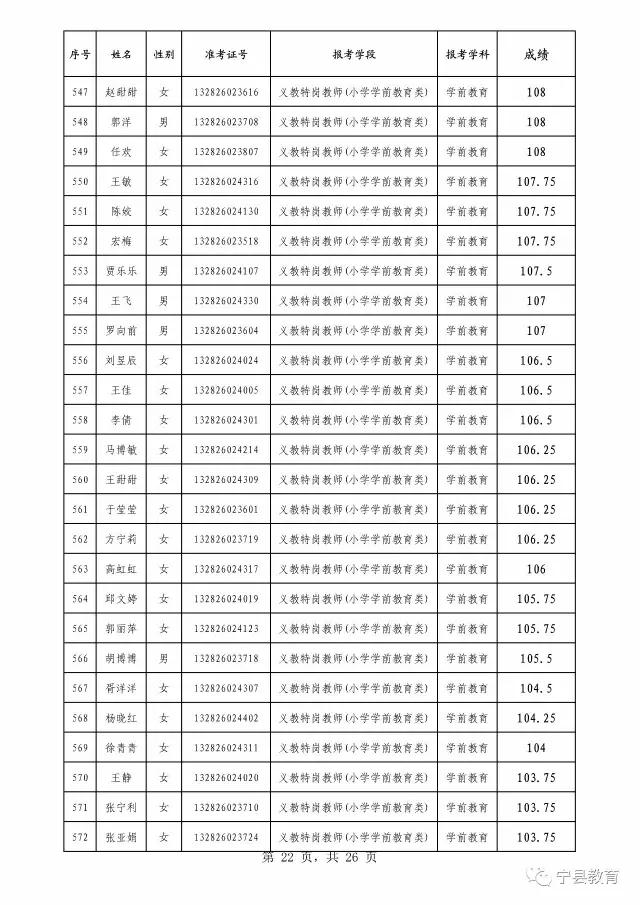 序号 姓名 性别 准考证号 报考学段 报考学科 成绩
547 赵甜甜 女 132826023616 义教特岗教师(小学学前教育类) 学前教育 108
548 郭洋 男 132826023708 义教特岗教师(小学学前教育类) 学前教育 108
549 任欢 女 132826023807 义教特岗教师(小学学前教育类) 学前教育 108
550 王敏 女 132826024316 义教特岗教师(小学学前教育类) 学前教育 107.75
551 陈姣 女 132826024130 义教特岗教师(小学学前教育类) 学前教育 107.75
552 宏梅 女 132826023518 义教特岗教师(小学学前教育类) 学前教育 107.75
553 贾乐乐 男 132826024107 义教特岗教师(小学学前教育类) 学前教育 107.5
554 王飞 男 132826024330 义教特岗教师(小学学前教育类) 学前教育 107
555 罗向前 男 132826023604 义教特岗教师(小学学前教育类) 学前教育 107
556 刘昱辰 女 132826024024 义教特岗教师(小学学前教育类) 学前教育 106.5
557 王佳 女 132826024005 义教特岗教师(小学学前教育类) 学前教育 106.5
558 李倩 女 132826024301 义教特岗教师(小学学前教育类) 学前教育 106.5
559 马博敏 女 132826024214 义教特岗教师(小学学前教育类) 学前教育 106.25
560 王甜甜 女 132826024309 义教特岗教师(小学学前教育类) 学前教育 106.25
561 于莹莹 女 132826023601 义教特岗教师(小学学前教育类) 学前教育 106.25
562 方宁莉 女 132826023719 义教特岗教师(小学学前教育类) 学前教育 106.25
563 高虹虹 女 132826024317 义教特岗教师(小学学前教育类) 学前教育 106
564 邱文婷 女 132826024019 义教特岗教师(小学学前教育类) 学前教育 105.75
565 郭丽萍 女 132826024123 义教特岗教师(小学学前教育类) 学前教育 105.75
566 胡博博 男 132826023718 义教特岗教师(小学学前教育类) 学前教育 105.5
567 胥洋洋 女 132826024307 义教特岗教师(小学学前教育类) 学前教育 104.5
568 杨晓红 女 132826024402 义教特岗教师(小学学前教育类) 学前教育 104.25
569 徐青青 女 132826024311 义教特岗教师(小学学前教育类) 学前教育 104
570 王静 女 132826024020 义教特岗教师(小学学前教育类) 学前教育 103.75
571 张宁利 女 132826023710 义教特岗教师(小学学前教育类) 学前教育 103.75
572 张亚娟 女 132826023724 义教特岗教师(小学学前教育类) 学前教育 103.75
第 22 页，共 26 页
宁县教育